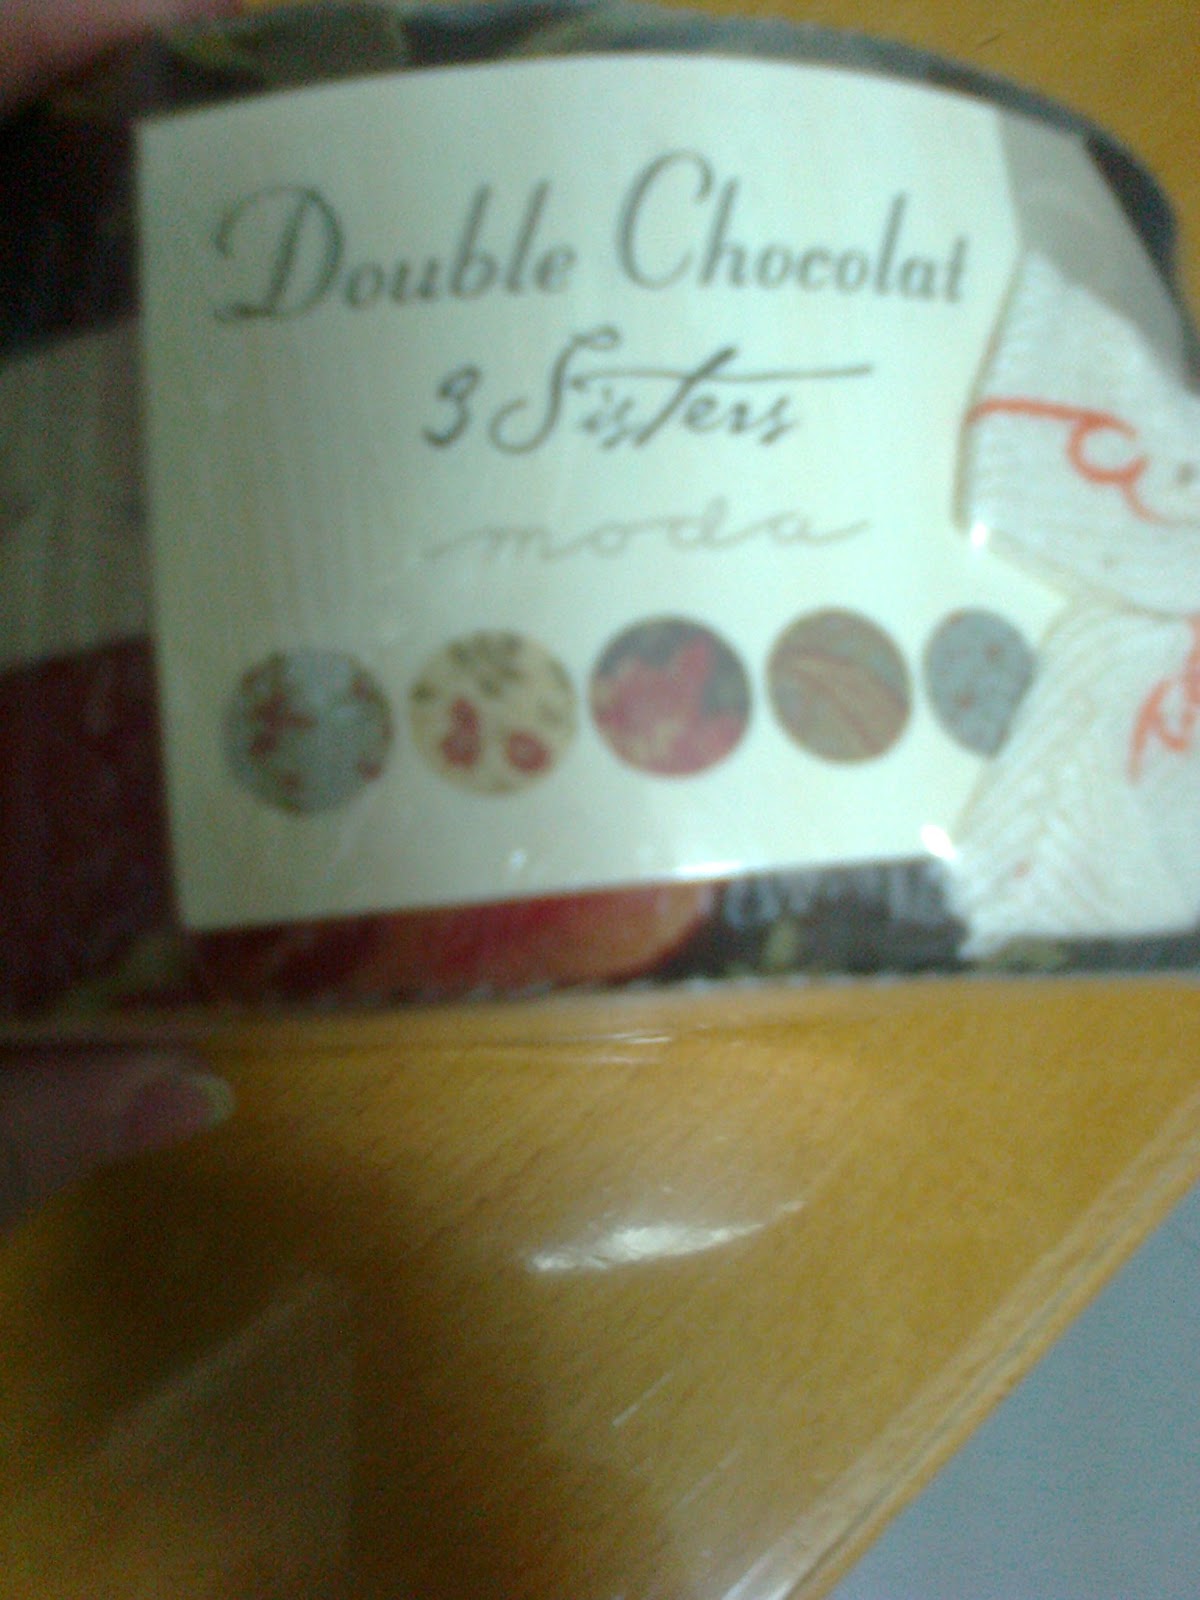 Double Chocolat
3 Sisters
moda